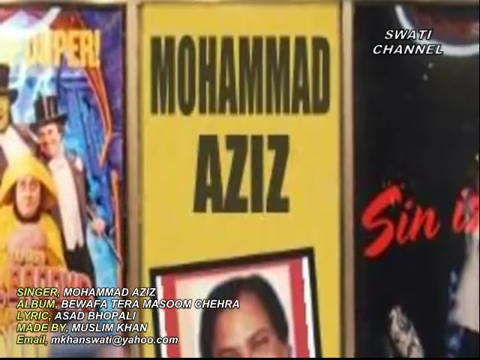 DUPER!
SWATI
CHANNEL
MOHAMMAD
AZIZ
Sin
SINGER, MOHAMMAD AZIZ
ALBUM, BEWAFA TERA MASOOM CHEHRA
LYRIC, ASAD BHOPALI
MADE BY, MUSLIM KHAN
Email, mkhanswati@yahoo.com